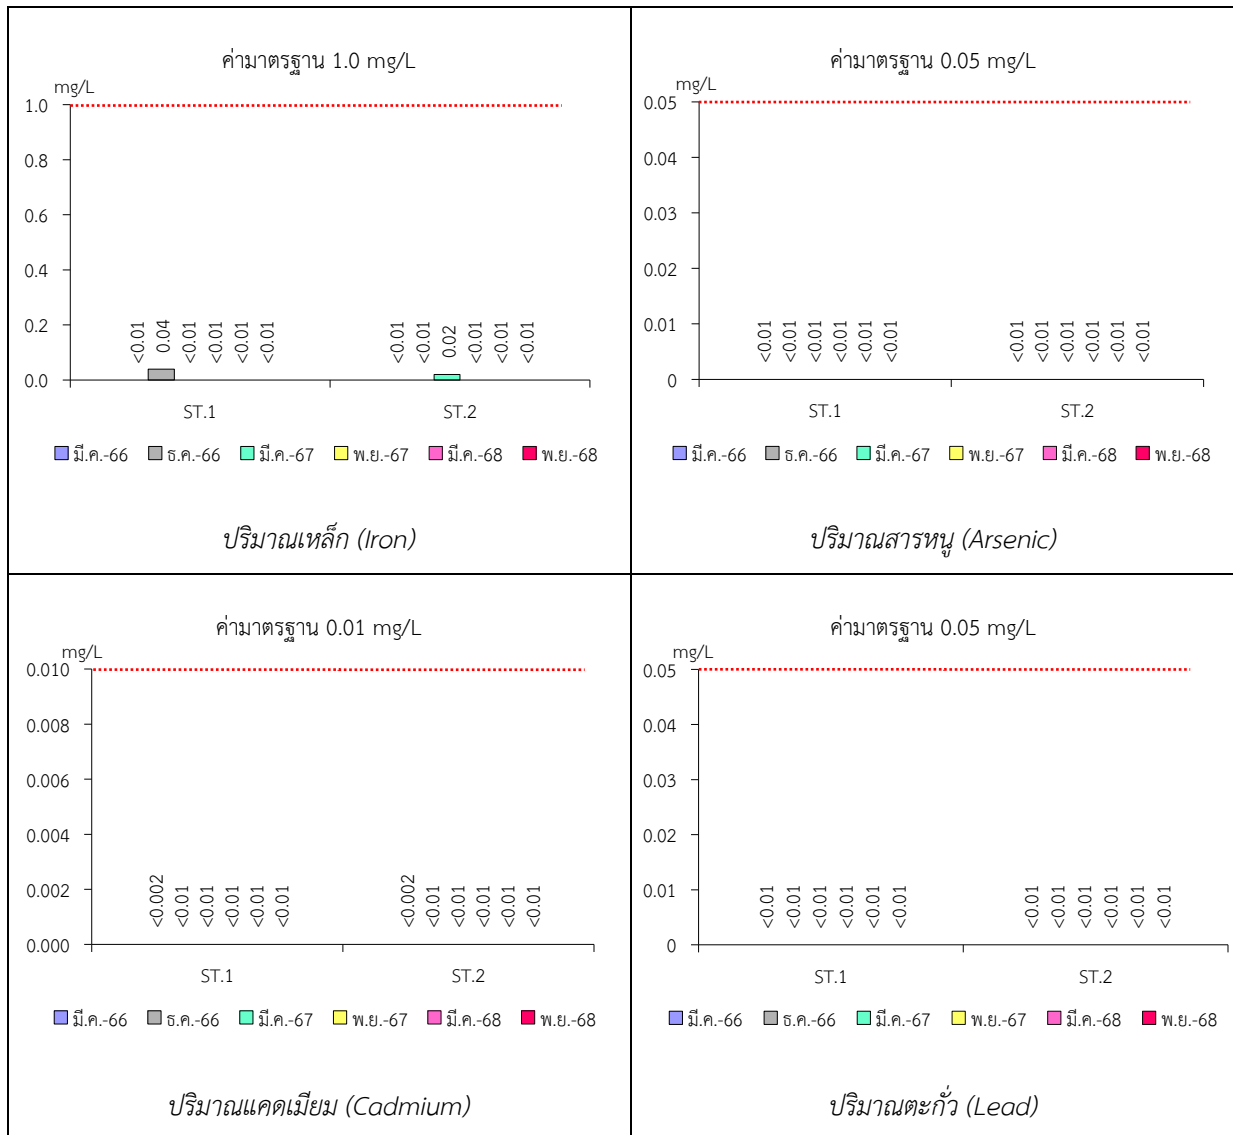 ค่ามาตรฐาน 1.0 mg/L
mg/L
1.0
0.8
0.6
0.4
0.2
0.0
<0.01 0.04 <0.01 <0.01 <0.01 <0.01
<0.01 <0.01 0.02 <0.01 <0.01 <0.01
ST.1 ST.2
มี.ค.-66 ธ.ค.-66 มี.ค.-67 พ.ย.-67 มี.ค.-68 พ.ย.-68
ปริมาณเหล็ก (Iron)
ค่ามาตรฐาน 0.05 mg/L
mg/L
0.05
0.04
0.03
0.02
0.01
0
<0.01 <0.01 <0.01 <0.01 <0.01 <0.01
<0.01 <0.01 <0.01 <0.01 <0.01 <0.01
ST.1 ST.2
มี.ค.-66 ธ.ค.-66 มี.ค.-67 พ.ย.-67 มี.ค.-68 พ.ย.-68
ปริมาณสารหนู (Arsenic)
ค่ามาตรฐาน 0.01 mg/L
mg/L
0.010
0.008
0.006
0.004
0.002
0.000
<0.002 <0.01 <0.01 <0.01 <0.01 <0.01
<0.002 <0.01 <0.01 <0.01 <0.01 <0.01
ST.1 ST.2
มี.ค.-66 ธ.ค.-66 มี.ค.-67 พ.ย.-67 มี.ค.-68 พ.ย.-68
ปริมาณแคดเมียม (Cadmium)
ค่ามาตรฐาน 0.05 mg/L
mg/L
0.05
0.04
0.03
0.02
0.01
0
<0.01 <0.01 <0.01 <0.01 <0.01 <0.01
<0.01 <0.01 <0.01 <0.01 <0.01 <0.01
ST.1 ST.2
มี.ค.-66 ธ.ค.-66 มี.ค.-67 พ.ย.-67 มี.ค.-68 พ.ย.-68
ปริมาณตะกั่ว (Lead)